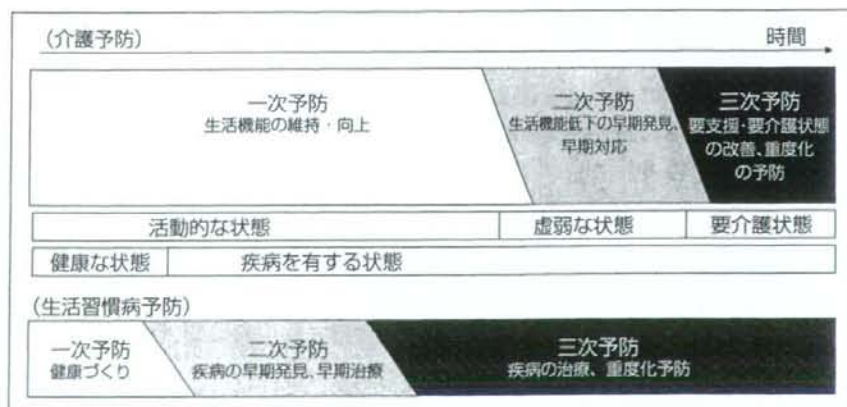 (介護予防)
時間
一次予防
生活機能の維持・向上
二次予防
生活機能低下の早期発見、
早期対応
三次予防
要支援・要介護状態
の改善、重度化
の予防
活動的な状態
虚弱な状態
要介護状態
健康な状態
疾病を有する状態
(生活習慣病予防)
一次予防
健康づくり
二次予防
疾病の早期発見、早期治療
三次予防
疾病の治療、重度化予防